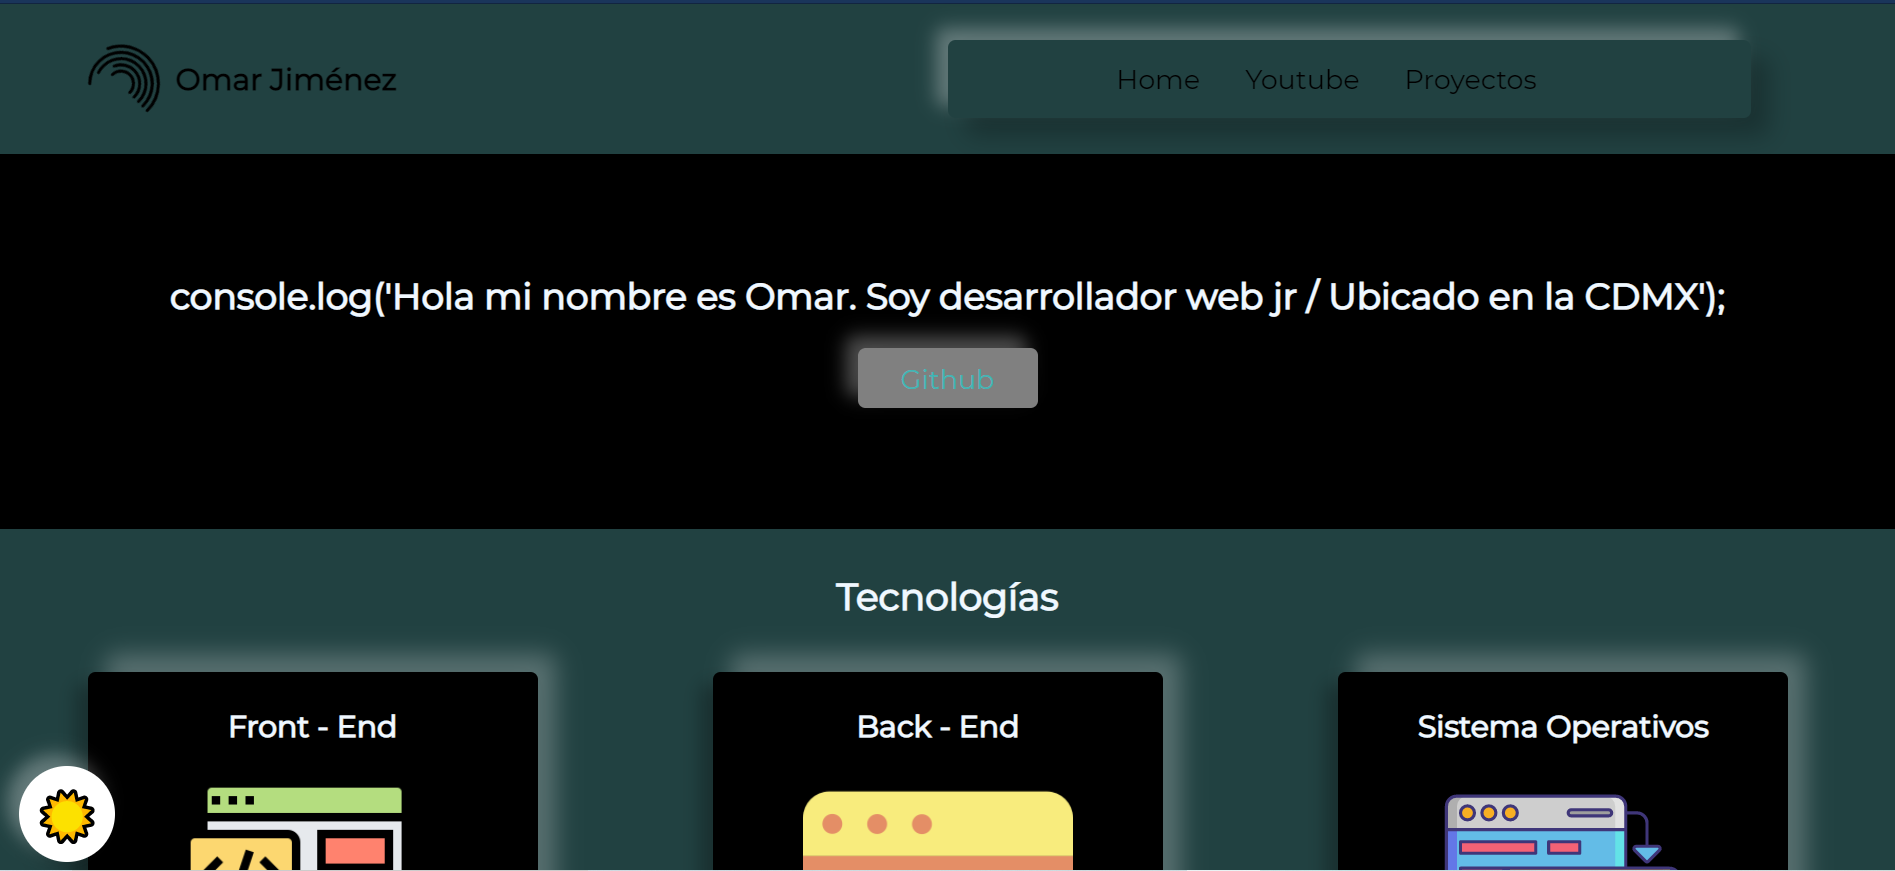 Omar Jiménez
Home Youtube Proyectos
console.log('Hola mi nombre es Omar. Soy desarrollador web jr / Ubicado en la CDMX');
Github
Tecnologías
Front - End
Back - End
Sistema Operativos
</>